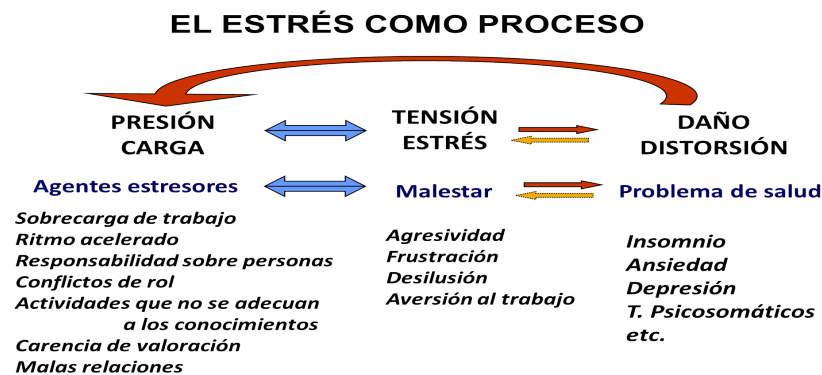 EL ESTRÉS COMO PROCESO
PRESIÓN
CARGA
TENSIÓN
ESTRÉS
DAÑO
DISTORSIÓN
Agentes estresores
Malestar
Problema de salud
Sobrecarga de trabajo
Ritmo acelerado
Responsabilidad sobre personas
Conflictos de rol
Actividades que no se adecuan
a los conocimientos
Carencia de valoración
Malas relaciones
Agresividad
Frustración
Desilusión
Aversión al trabajo
Insomnio
Ansiedad
Depresión
T. Psicosomáticos
etc.